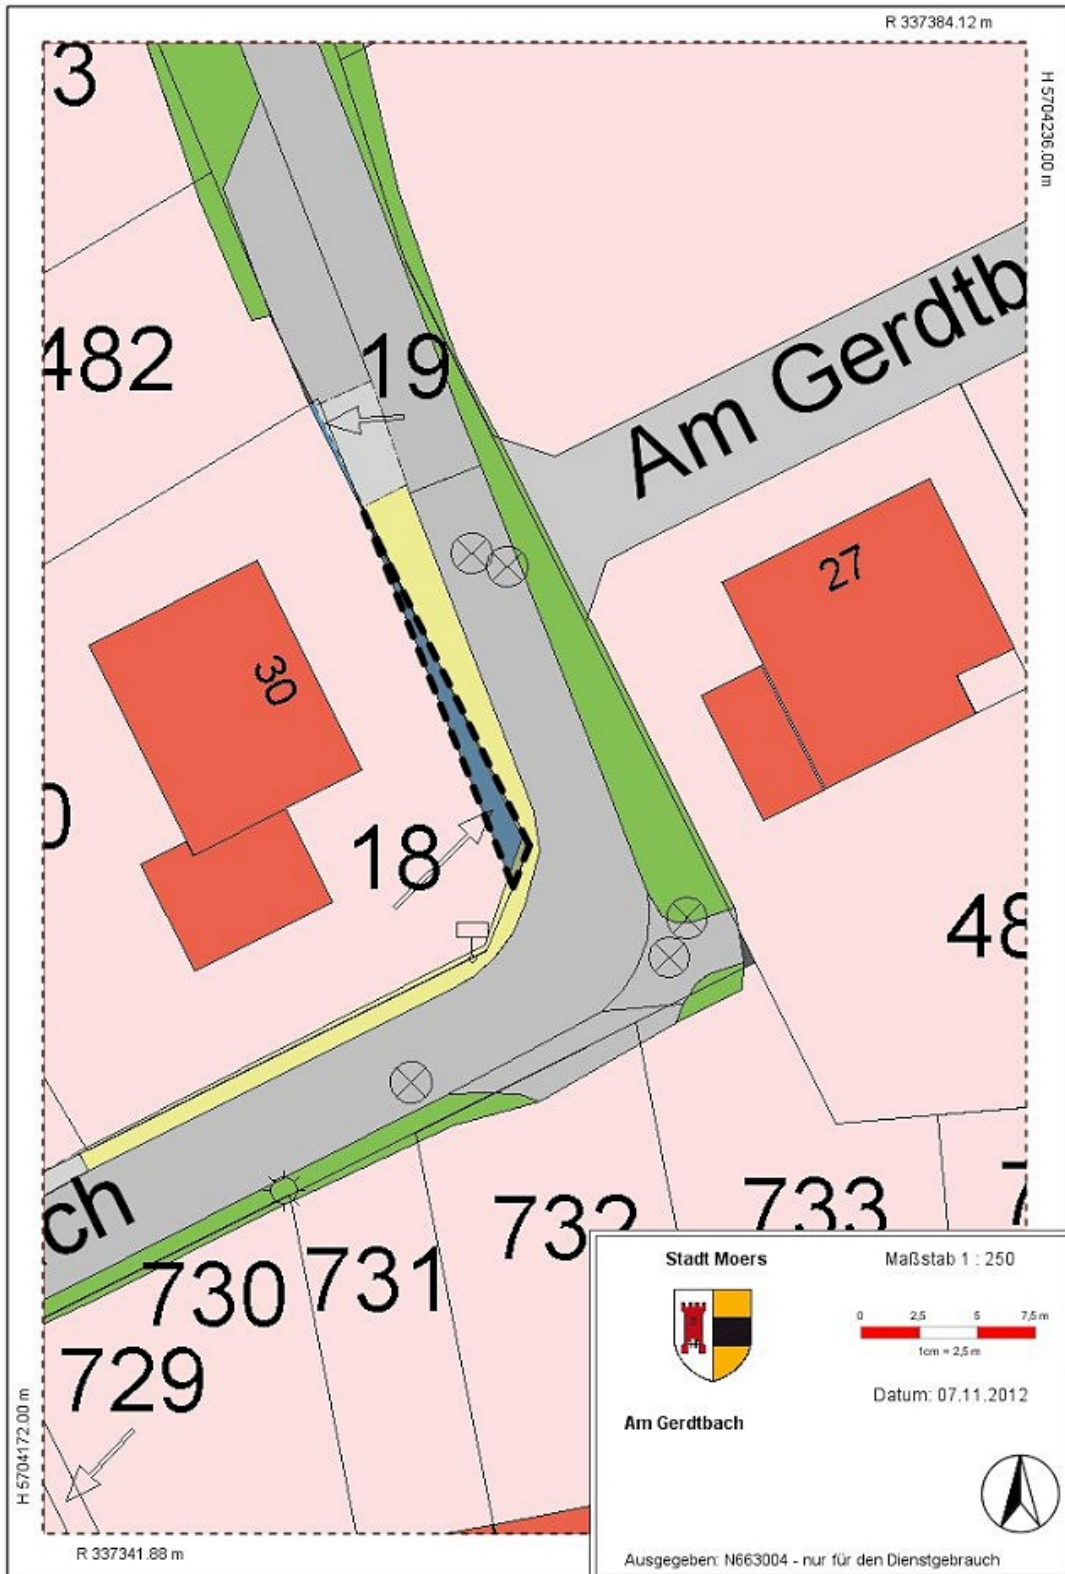 R 337384.12 m
H 5704236.00 m
3
482
19
Am Gerdtb
27
30
0
18
48
ch
732
733
7
731
730
729
H 5704172.00 m
R 337341.88 m
Stadt Moers
Maßstab 1 : 250
0 2,5 5 7,5 m
1cm = 2,5 m
Datum: 07.11.2012
Am Gerdtbach
Ausgegeben: N663004 - nur für den Dienstgebrauch